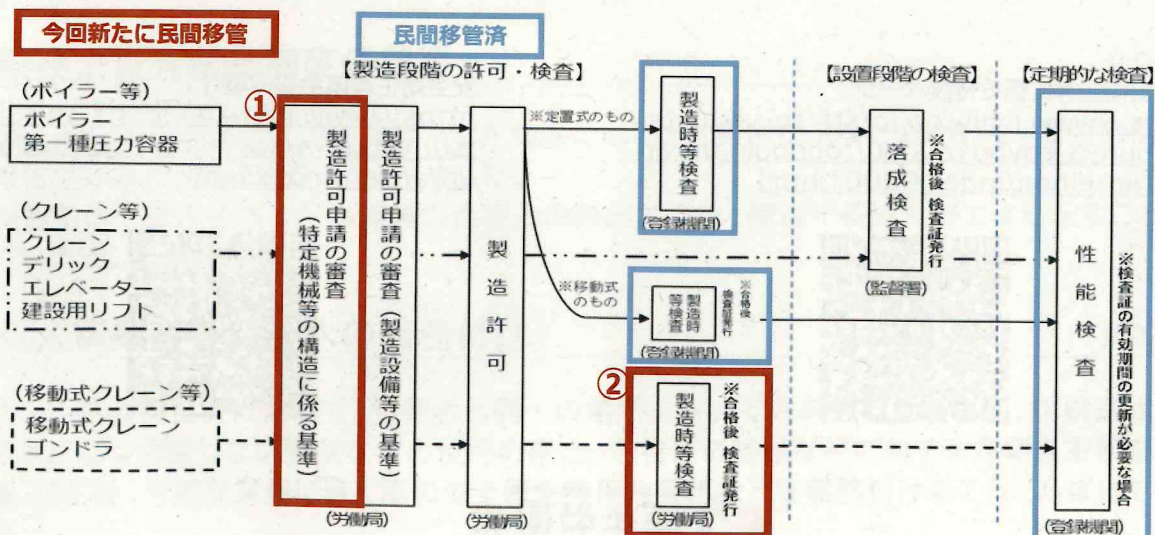 今回新たに民間移管
民間移管済
【製造段階の許可・検査】
【設置段階の検査】
【定期的な検査】
(ボイラー等)
ボイラー
第一種圧力容器
(クレーン等)
クレーン
デリック
エレベーター
建設用リフト
(移動式クレーン等)
移動式クレーン
ゴンドラ
①
製造許可申請の審査
(特定機械等の構造に係る基準)
製造許可申請の審査(製造設備等の基準)
(労働局)
製造許可
(労働局)
※定置式のもの
製造時等検査
(登録機関)
※移動式
のもの
製造時
等検査
※合格後
検査証発行
(登録機関)
②
製造時等検査
※合格後 検査証発行
(労働局)
落成検査
※合格後 検査証発行
(監督署)
性能検査
※検査証の有効期間の更新が必要な場合
(登録機関)